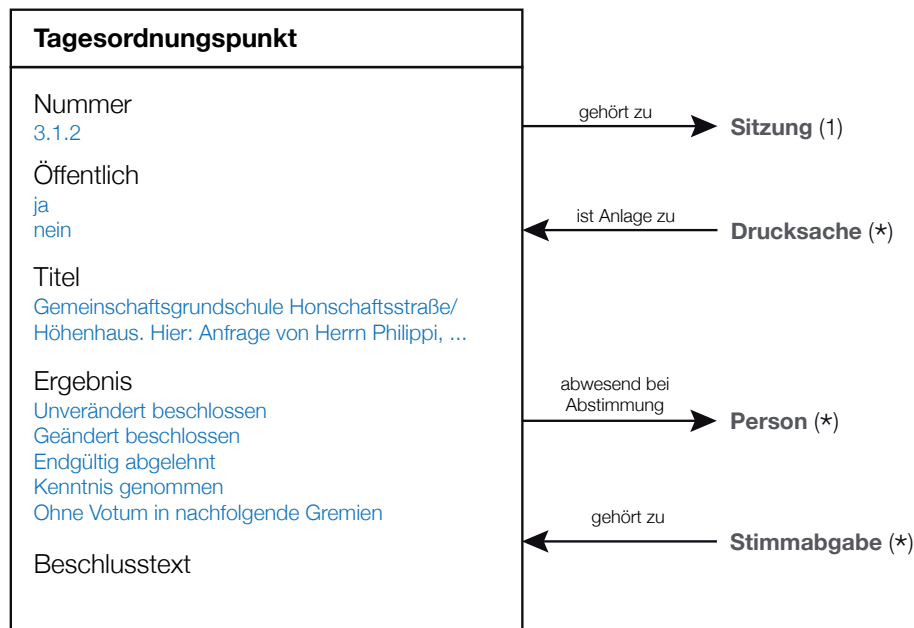 Tagesordnungspunkt
Nummer
3.1.2
Öffentlich
ja
nein
Titel
Gemeinschaftsgrundschule Honschaftsstraße/
Höhenhaus. Hier: Anfrage von Herrn Philippi, ...
Ergebnis
Unverändert beschlossen
Geändert beschlossen
Endgültig abgelehnt
Kenntnis genommen
Ohne Votum in nachfolgende Gremien
Beschlusstext
gehört zu
Sitzung (1)
ist Anlage zu
Drucksache (*)
abwesend bei
Abstimmung
Person (*)
gehört zu
Stimmabgabe (*)